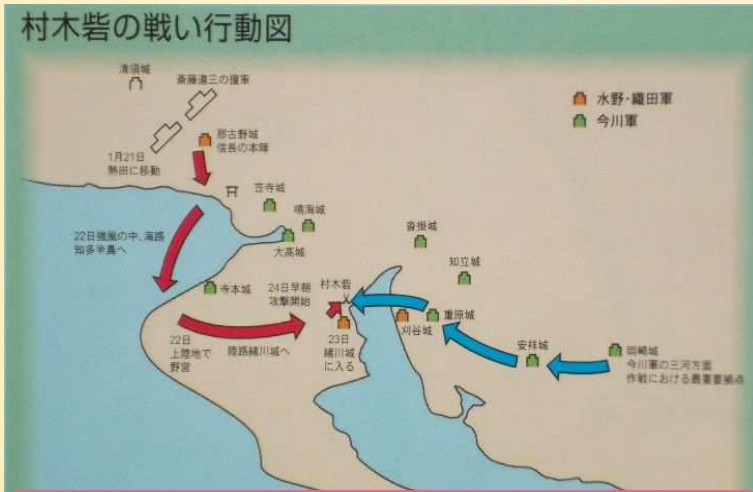 村木砦の戦い行動図
清須城
斎藤道三の援軍
水野・織田軍
今川軍
那古野城
信長の本陣
1月21日
熱田に移動
笠寺城
鳴海城
大高城
沓掛城
知立城
22日強風の中、海路
知多半島へ
寺本城
24日早朝
攻撃開始
村木砦
重原城
刈谷城
安祥城
岡崎城
今川軍の三河方面
作戦における最重要拠点
22日
上陸地で
野営
陸路緒川城へ
23日
緒川城
に入る